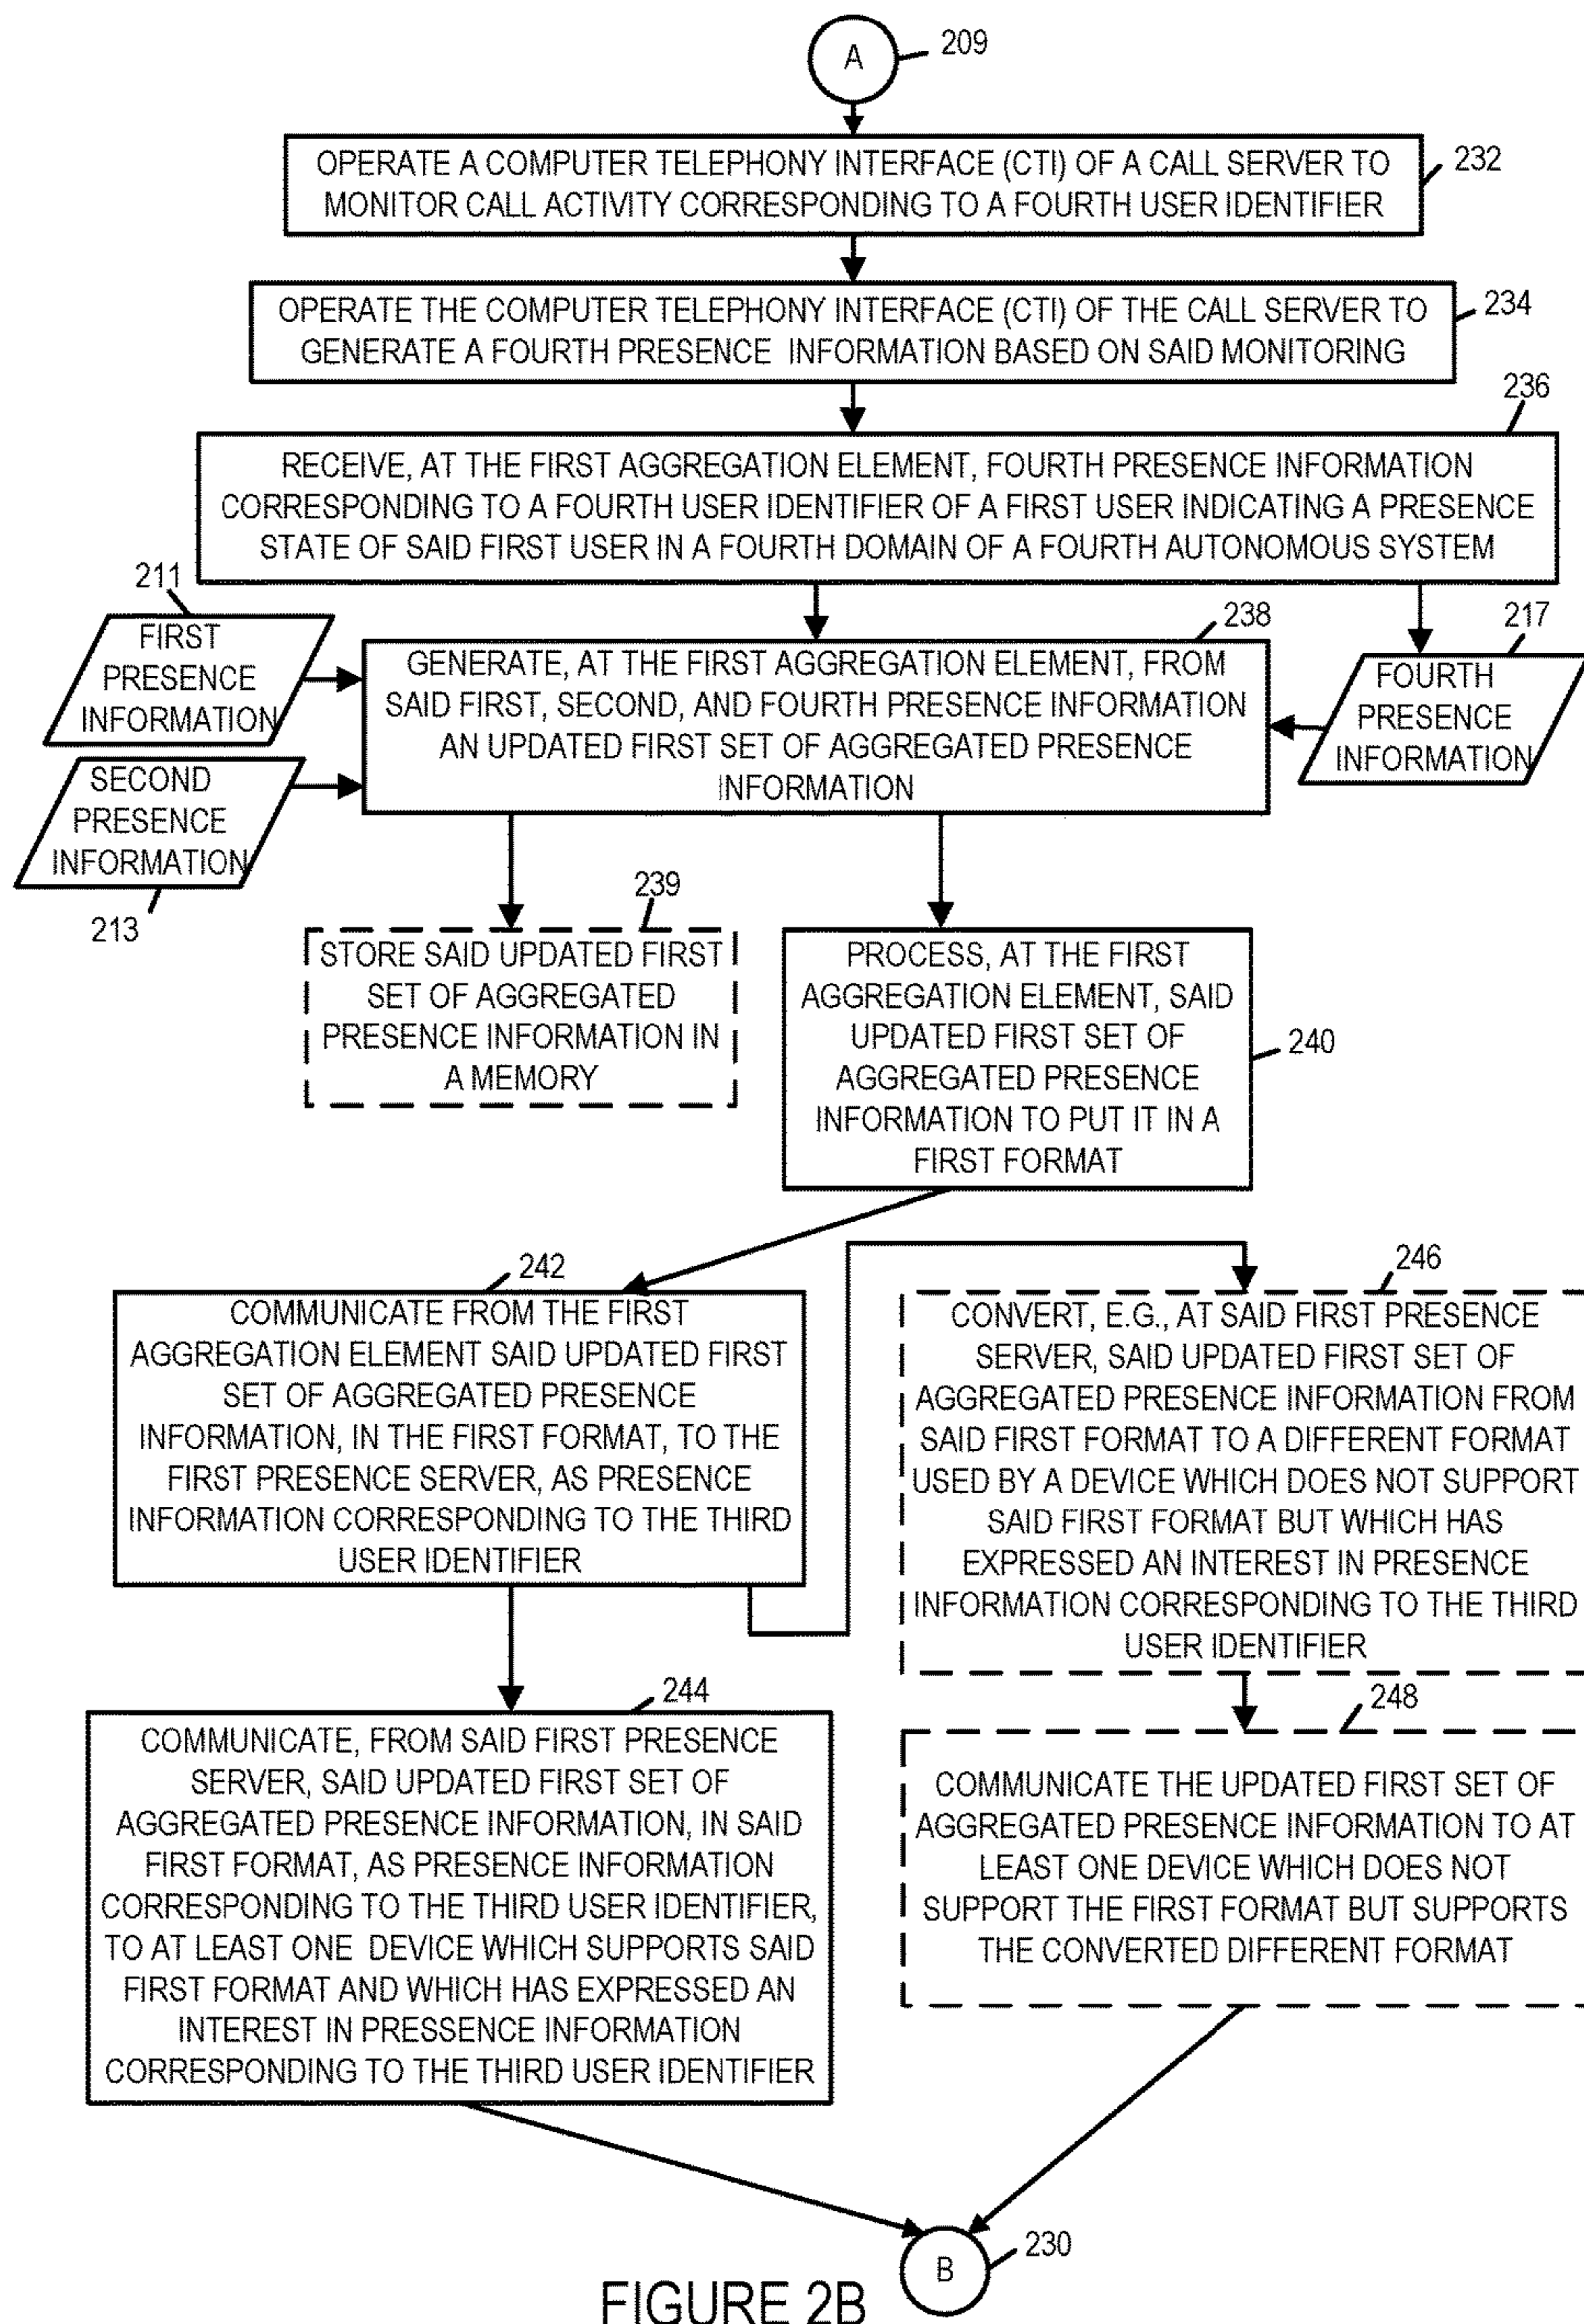 A
209
OPERATE A COMPUTER TELEPHONY INTERFACE (CTI) OF A CALL SERVER TO
MONITOR CALL ACTIVITY CORRESPONDING TO A FOURTH USER IDENTIFIER
232
OPERATE THE COMPUTER TELEPHONY INTERFACE (CTI) OF THE CALL SERVER TO
GENERATE A FOURTH PRESENCE INFORMATION BASED ON SAID MONITORING
234
236
RECEIVE, AT THE FIRST AGGREGATION ELEMENT, FOURTH PRESENCE INFORMATION
CORRESPONDING TO A FOURTH USER IDENTIFIER OF A FIRST USER INDICATING A PRESENCE
STATE OF SAID FIRST USER IN A FOURTH DOMAIN OF A FOURTH AUTONOMOUS SYSTEM
211
FIRST
PRESENCE
INFORMATION
SECOND
PRESENCE
INFORMATION
213
238
GENERATE, AT THE FIRST AGGREGATION ELEMENT, FROM
SAID FIRST, SECOND, AND FOURTH PRESENCE INFORMATION
AN UPDATED FIRST SET OF AGGREGATED PRESENCE
INFORMATION
217
FOURTH
PRESENCE
INFORMATION
239
STORE SAID UPDATED FIRST
SET OF AGGREGATED
PRESENCE INFORMATION IN
A MEMORY
PROCESS, AT THE FIRST
AGGREGATION ELEMENT, SAID
UPDATED FIRST SET OF
AGGREGATED PRESENCE
INFORMATION TO PUT IT IN A
FIRST FORMAT
240
242
COMMUNICATE FROM THE FIRST
AGGREGATION ELEMENT SAID UPDATED FIRST
SET OF AGGREGATED PRESENCE
INFORMATION, IN THE FIRST FORMAT, TO THE
FIRST PRESENCE SERVER, AS PRESENCE
INFORMATION CORRESPONDING TO THE THIRD
USER IDENTIFIER
246
CONVERT, E.G., AT SAID FIRST PRESENCE
SERVER, SAID UPDATED FIRST SET OF
AGGREGATED PRESENCE INFORMATION FROM
SAID FIRST FORMAT TO A DIFFERENT FORMAT
USED BY A DEVICE WHICH DOES NOT SUPPORT
SAID FIRST FORMAT BUT WHICH HAS
EXPRESSED AN INTEREST IN PRESENCE
INFORMATION CORRESPONDING TO THE THIRD
USER IDENTIFIER
244
COMMUNICATE, FROM SAID FIRST PRESENCE
SERVER, SAID UPDATED FIRST SET OF
AGGREGATED PRESENCE INFORMATION, IN SAID
FIRST FORMAT, AS PRESENCE INFORMATION
CORRESPONDING TO THE THIRD USER IDENTIFIER,
TO AT LEAST ONE DEVICE WHICH SUPPORTS SAID
FIRST FORMAT AND WHICH HAS EXPRESSED AN
INTEREST IN PRESSENCE INFORMATION
CORRESPONDING TO THE THIRD USER IDENTIFIER
248
COMMUNICATE THE UPDATED FIRST SET OF
AGGREGATED PRESENCE INFORMATION TO AT
LEAST ONE DEVICE WHICH DOES NOT
SUPPORT THE FIRST FORMAT BUT SUPPORTS
THE CONVERTED DIFFERENT FORMAT
B
230
FIGURE 2B